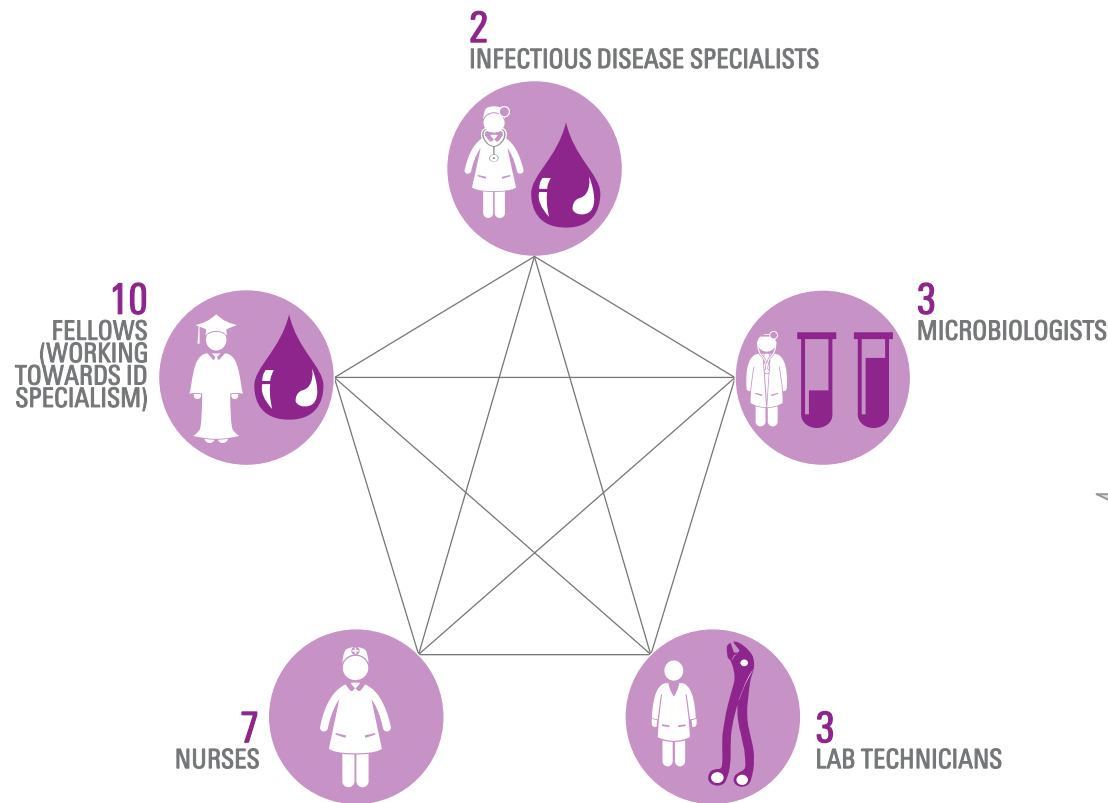 2
INFECTIOUS DISEASE SPECIALISTS
10
FELLOWS
(WORKING
TOWARDS ID
SPECIALISM)
3
MICROBIOLOGISTS
7
NURSES
3
LAB TECHNICIANS